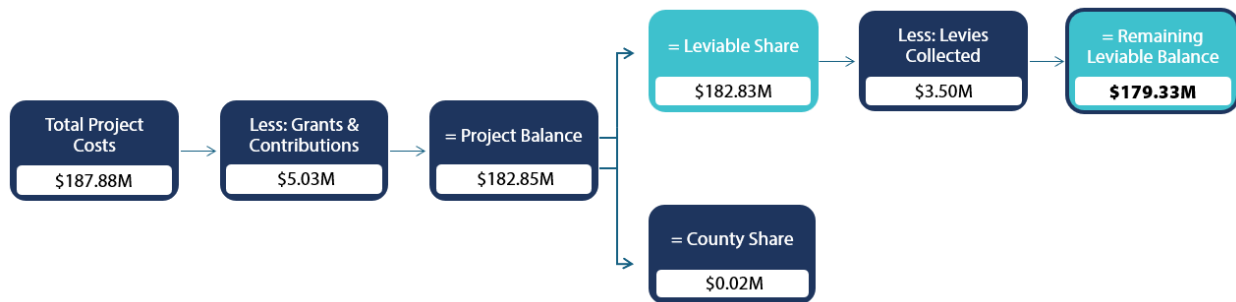 Total Project
Costs
$187.88M
Less: Grants &
Contributions
$5.03M
= Project Balance
$182.85M
= Leviable Share
$182.83M
Less: Levies
Collected
$3.50M
= Remaining
Leviable Balance
$179.33M
= County Share
$0.02M